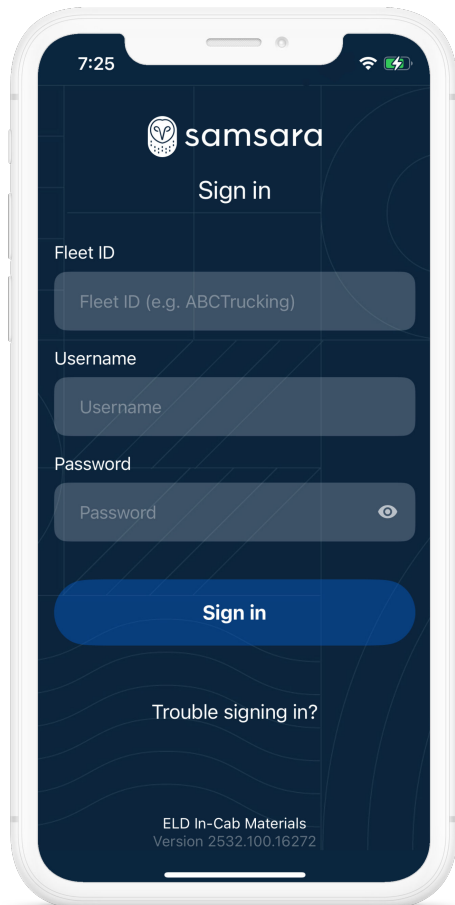 7:25
samsara
Sign in
Fleet ID
Fleet ID (e.g. ABCTrucking)
Username
Username
Password
Password
Sign in
Trouble signing in?
ELD In-Cab Materials
Version 2532.100.16272